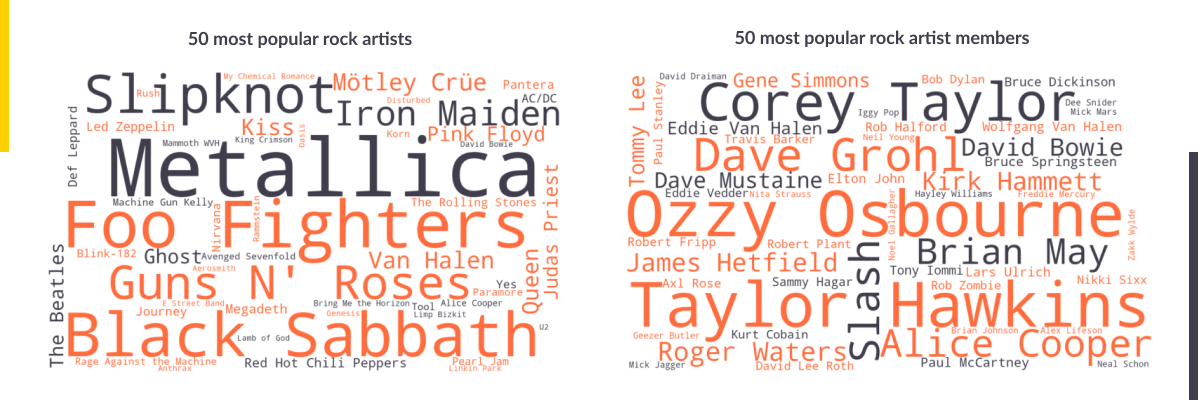 50 most popular rock artists
Slipknot
My Chemical Romance
Mötley Crüe
Pantera
Rush
Disturbed
AC/DC
Iron Maiden
Def Leppard
Led Zeppelin
Kiss
Oasis
Korn
Pink Floyd
Mammoth WVH
King Crimson
David Bowie
Metallica
Machine Gun Kelly
The Rolling Stones
Judas Priest
Foo Fighters
Nirvana
Rammstein
Blink-182
Ghost
Avenged Sevenfold
Van Halen
Aerosmith
The Beatles
Guns N' Roses
Queen
Yes
Paramore
E Street Band
Journey
Megadeth
Bring Me the Horizon
Tool
Alice Cooper
Genesis
Limp Bizkit
Black Sabbath
Lamb of God
U2
Rage Against the Machine
Anthrax
Red Hot Chili Peppers
Pearl Jam
Linkin Park
50 most popular rock artist members
Tommy Lee
David Draiman
Gene Simmons
Bob Dylan
Bruce Dickinson
Paul Stanley
Corey Taylor
Iggy Pop
Dee Snider
Mick Mars
Eddie Van Halen
Rob Halford
Wolfgang Van Halen
Travis Barker
Neil Young
Dave Grohl
David Bowie
Bruce Springsteen
Dave Mustaine
Elton John
Kirk Hammett
Eddie Vedder
Nita Strauss
Hayley Williams
Freddie Mercury
Ozzy Osbourne
Noel Gallagher
Zakk Wylde
Robert Fripp
Robert Plant
Brian May
James Hetfield
Tony Iommi
Lars Ulrich
Slash
Axl Rose
Sammy Hagar
Rob Zombie
Nikki Sixx
Taylor Hawkins
Geezer Butler
Kurt Cobain
Brian Johnson
Alex Lifeson
Roger Waters
Alice Cooper
Mick Jagger
David Lee Roth
Paul McCartney
Neal Schon